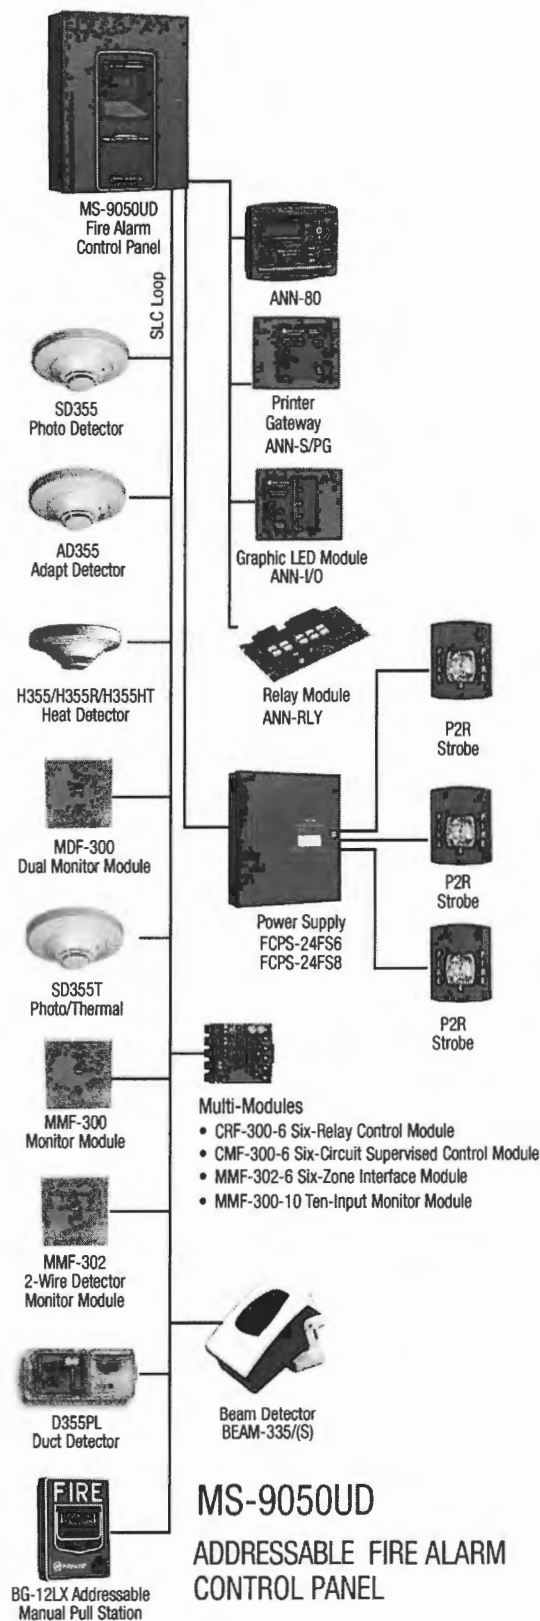 MS-9050UD
Fire Alarm
Control Panel
SLC Loop
ANN-80
SD355
Photo Detector
Printer
Gateway
ANN-S/PG
AD355
Adapt Detector
Graphic LED Module
ANN-I/O
H355/H355R/H355HT
Heat Detector
Relay Module
ANN-RLY
P2R
Strobe
MDF-300
Dual Monitor Module
P2R
Strobe
Power Supply
FCPS-24FS6
FCPS-24FS8
SD355T
Photo/Thermal
P2R
Strobe
MMF-300
Monitor Module
Multi-Modules
• CRF-300-6 Six-Relay Control Module
• CMF-300-6 Six-Circuit Supervised Control Module
• MMF-302-6 Six-Zone Interface Module
• MMF-300-10 Ten-Input Monitor Module
MMF-302
2-Wire Detector
Monitor Module
D355PL
Duct Detector
Beam Detector
BEAM-335/(S)
FIRE
BG-12LX Addressable
Manual Pull Station
MS-9050UD
ADDRESSABLE FIRE ALARM
CONTROL PANEL